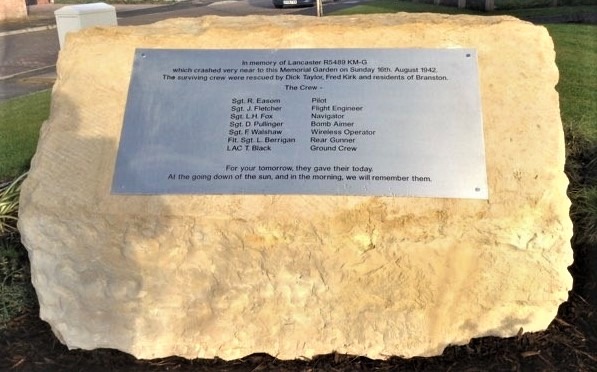 In memory of Lancaster R5489 KM-G
which crashed very near to this Memorial Garden on Sunday 16th. August 1942.
The surviving crew were rescued by Dick Taylor, Fred Kirk and residents of Branston.
The Crew -
Sgt. R. Easom Pilot
Sgt. J. Fletcher Flight Engineer
Sgt. L.H. Fox Navigator
Sgt. D. Pullinger Bomb Aimer
Sgt. F. Walshaw Wireless Operator
Flt. Sgt. L. Berrigan Rear Gunner
LAC T. Black Ground Crew
For your tomorrow, they gave their today.
At the going down of the sun, and in the morning, we will remember them.